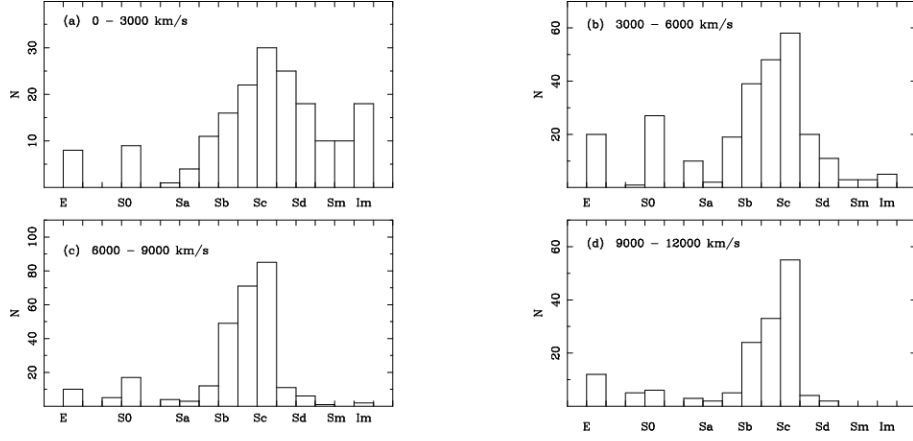 (a) 0 – 3000 km/s
30
20
10
N
E S0 Sa Sb Sc Sd Sm Im
(b) 3000 – 6000 km/s
60
40
20
N
E S0 Sa Sb Sc Sd Sm Im
(c) 6000 – 9000 km/s
100
80
60
40
20
N
E S0 Sa Sb Sc Sd Sm Im
(d) 9000 – 12000 km/s
60
40
20
N
E S0 Sa Sb Sc Sd Sm Im